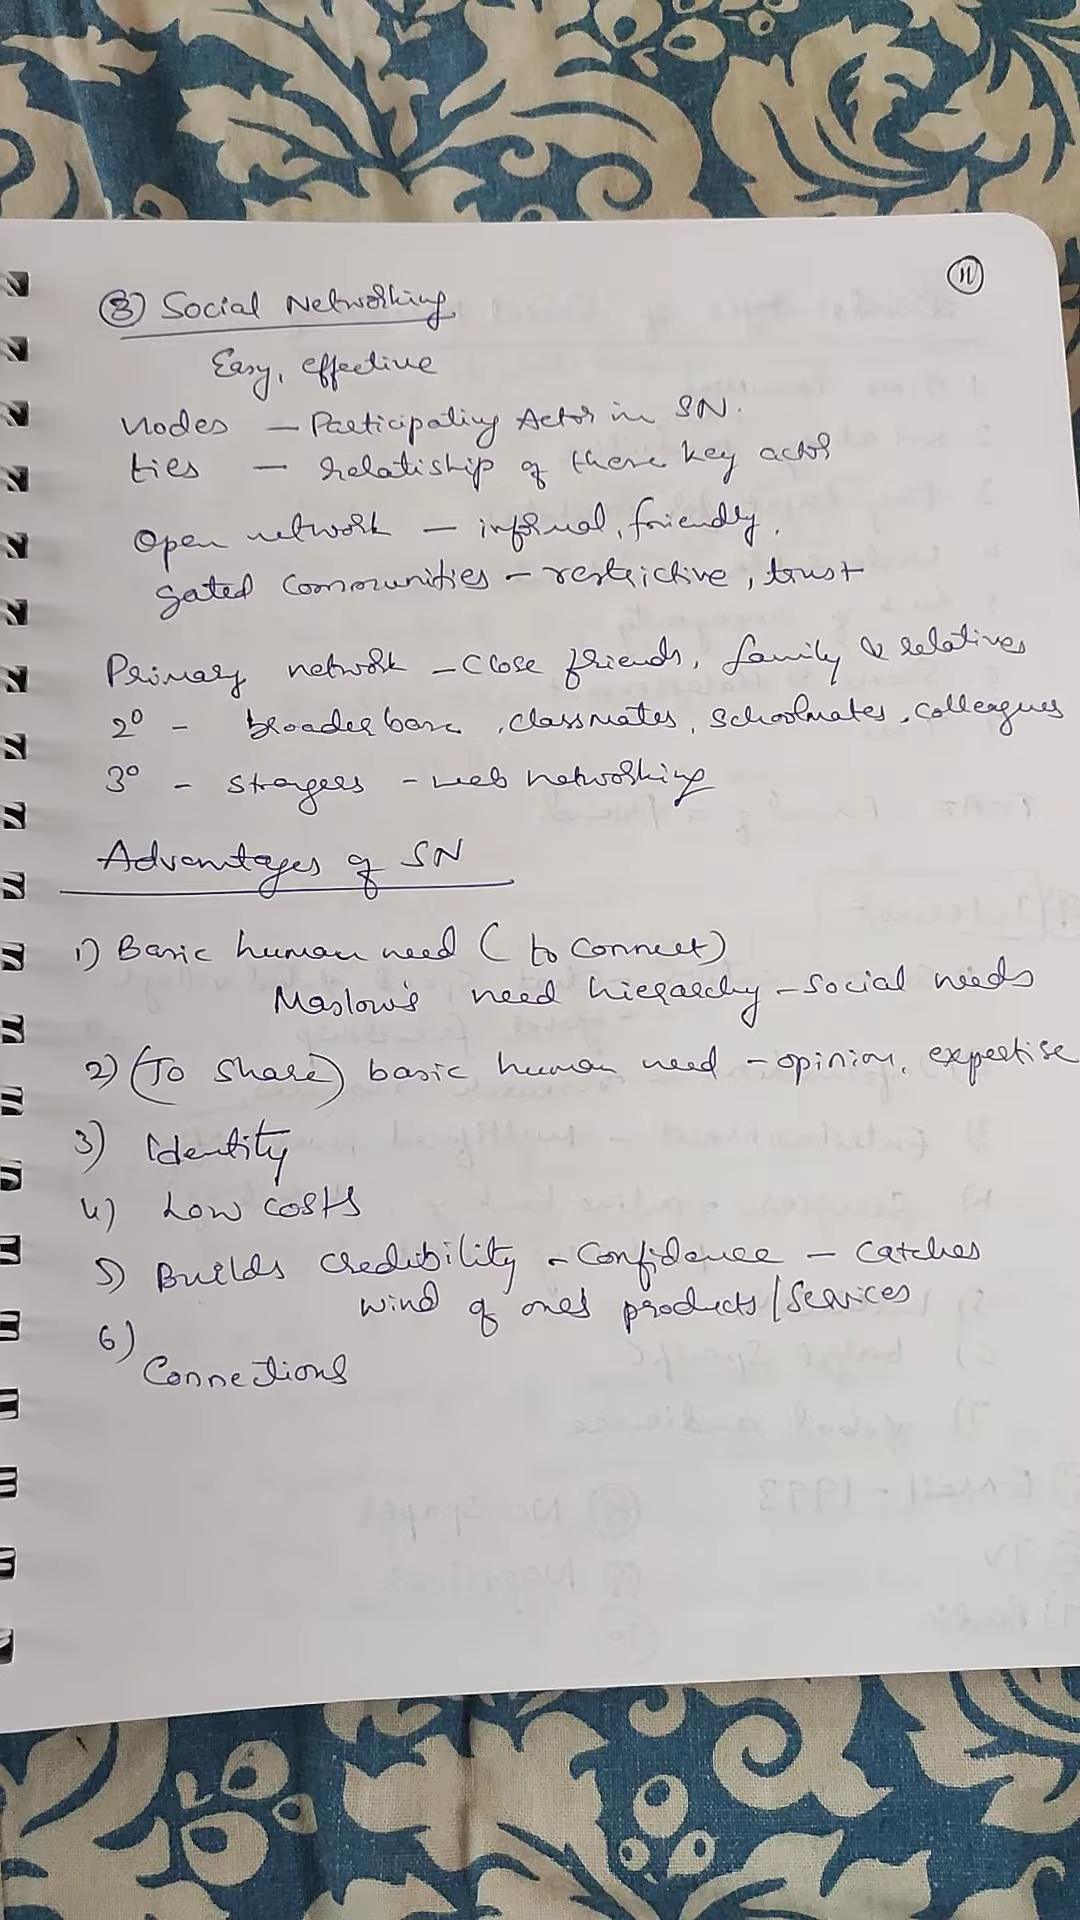 11
③ Social Networking
Easy, effective
Nodes — Participating Actor in SN.
ties — relatiship of these key actor
Open network — informal, friendly.
gated Communities — restrictive, trust
Primary network — Close friends, family & relatives
2° - broader base, classmates, schoolmates, colleagues
3° - strangers - web networking
Advantages of SN
1) Basic human need ( to connect)
Maslow's need hierarchy - social needs
2) (To share) basic human need - opinion, expertise
3) Identity
4) Low costs
5) Builds credibility - Confidence — catches
wind of ones products/services
6)
Connections